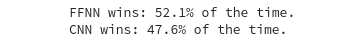 FFNN wins: 52.1% of the time.
CNN wins: 47.6% of the time.